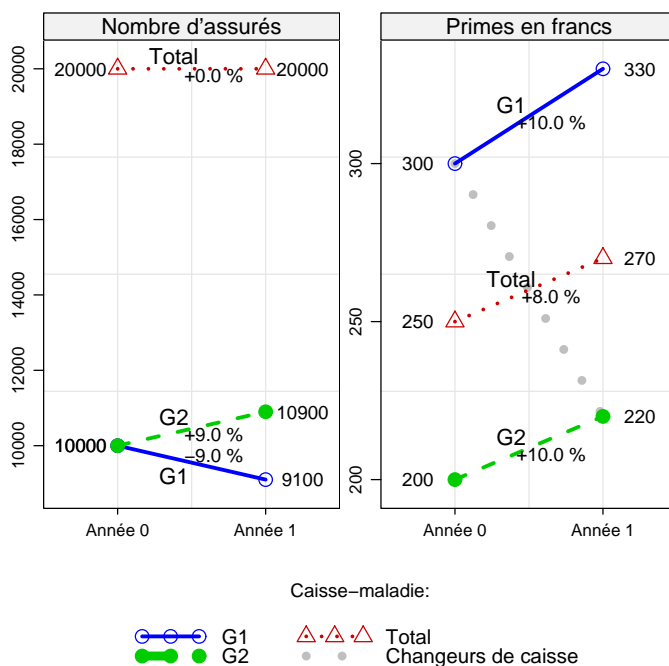 Nombre d'assurés
Primes en francs
20000
18000
16000
14000
12000
10000
20000
Total
+0.0 %
20000
G2
+9.0 %
10900
10000
−9.0 %
G1
9100
Année 0
Année 1
300
250
200
330
G1
+10.0 %
300
270
Total
+8.0 %
250
220
G2
+10.0 %
200
Année 0
Année 1
Caisse−maladie:
G1
Total
G2
Changeurs de caisse